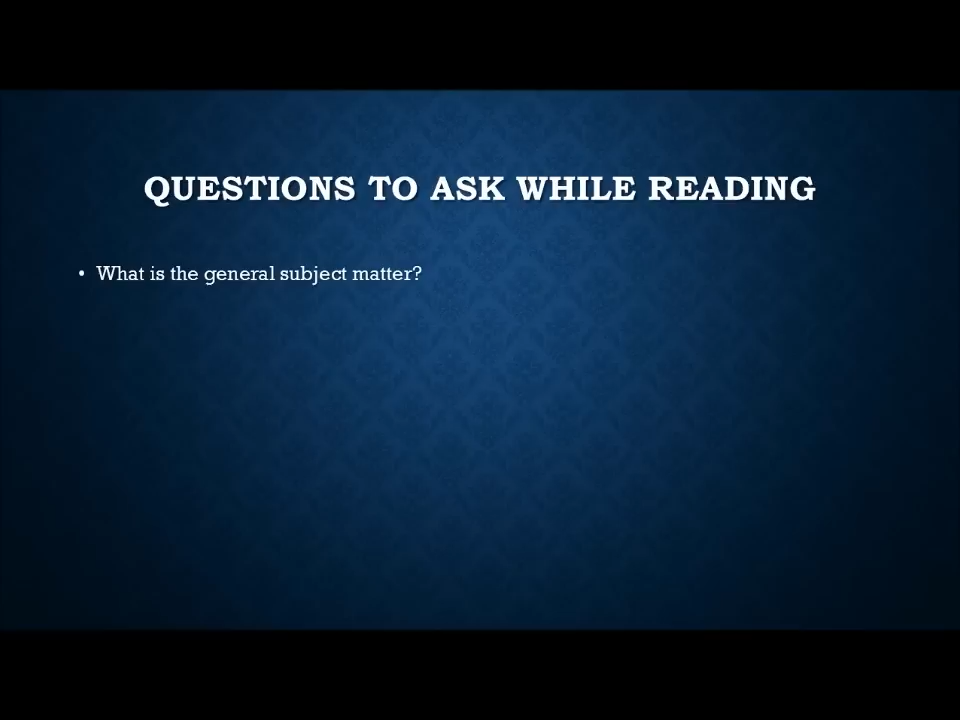 QUESTIONS TO ASK WHILE READING
• What is the general subject matter?